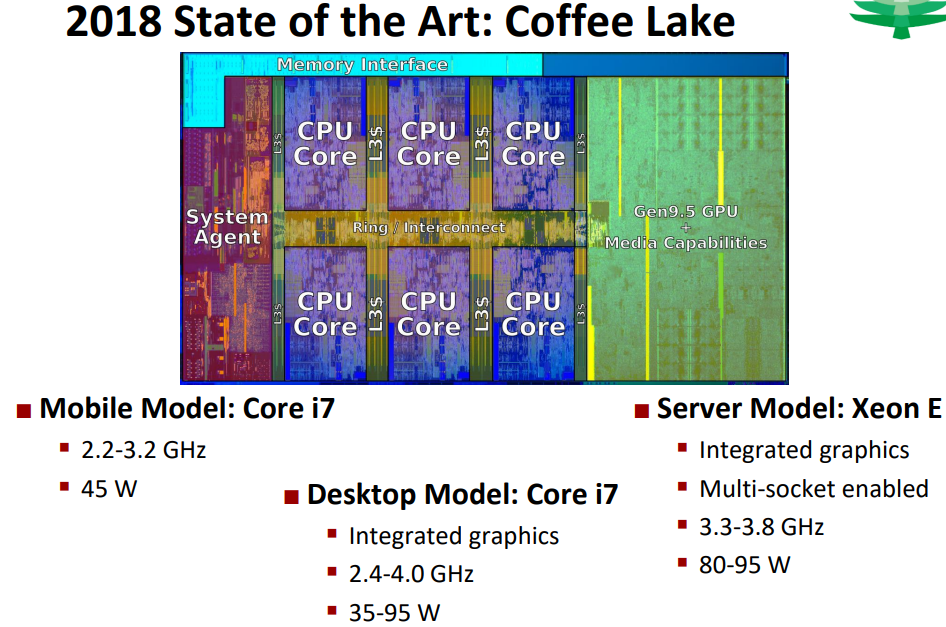 2018 State of the Art: Coffee Lake
Memory Interface
CPU
Core
CPU
Core
CPU
Core
L3$
L3$
L3$
L3$
System
Agent
Ring / Interconnect
Gen9.5 GPU
+
Media Capabilities
CPU
Core
CPU
Core
CPU
Core
L3$
L3$
L3$
L3$
Mobile Model: Core i7
2.2-3.2 GHz
45 W
Desktop Model: Core i7
Integrated graphics
2.4-4.0 GHz
35-95 W
Server Model: Xeon E
Integrated graphics
Multi-socket enabled
3.3-3.8 GHz
80-95 W